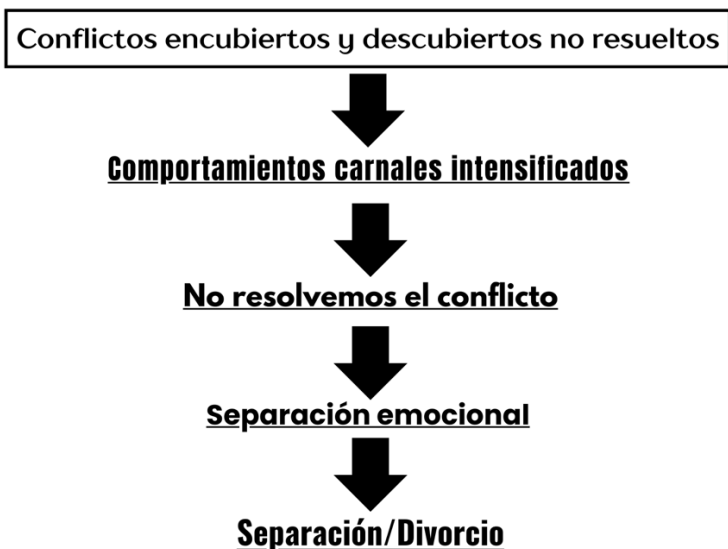 Conflictos encubiertos y descubiertos no resueltos
Comportamientos carnales intensificados
No resolvemos el conflicto
Separación emocional
Separación/Divorcio